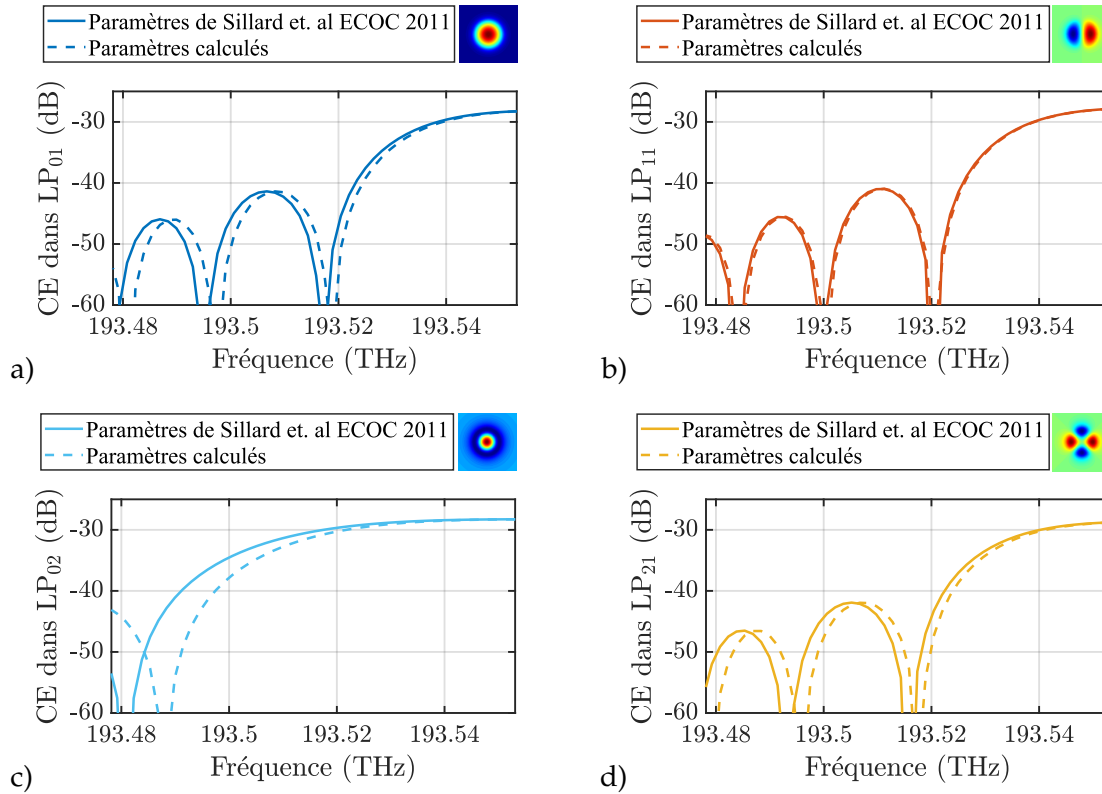 Paramètres de Sillard et. al ECOC 2011
Paramètres calculés
CE dans LP01 (dB)
-30
-40
-50
-60
193.48 193.5 193.52 193.54
Fréquence (THz)
a)
Paramètres de Sillard et. al ECOC 2011
Paramètres calculés
CE dans LP11 (dB)
-30
-40
-50
-60
193.48 193.5 193.52 193.54
Fréquence (THz)
b)
Paramètres de Sillard et. al ECOC 2011
Paramètres calculés
CE dans LP02 (dB)
-30
-40
-50
-60
193.48 193.5 193.52 193.54
Fréquence (THz)
c)
Paramètres de Sillard et. al ECOC 2011
Paramètres calculés
CE dans LP21 (dB)
-30
-40
-50
-60
193.48 193.5 193.52 193.54
Fréquence (THz)
d)